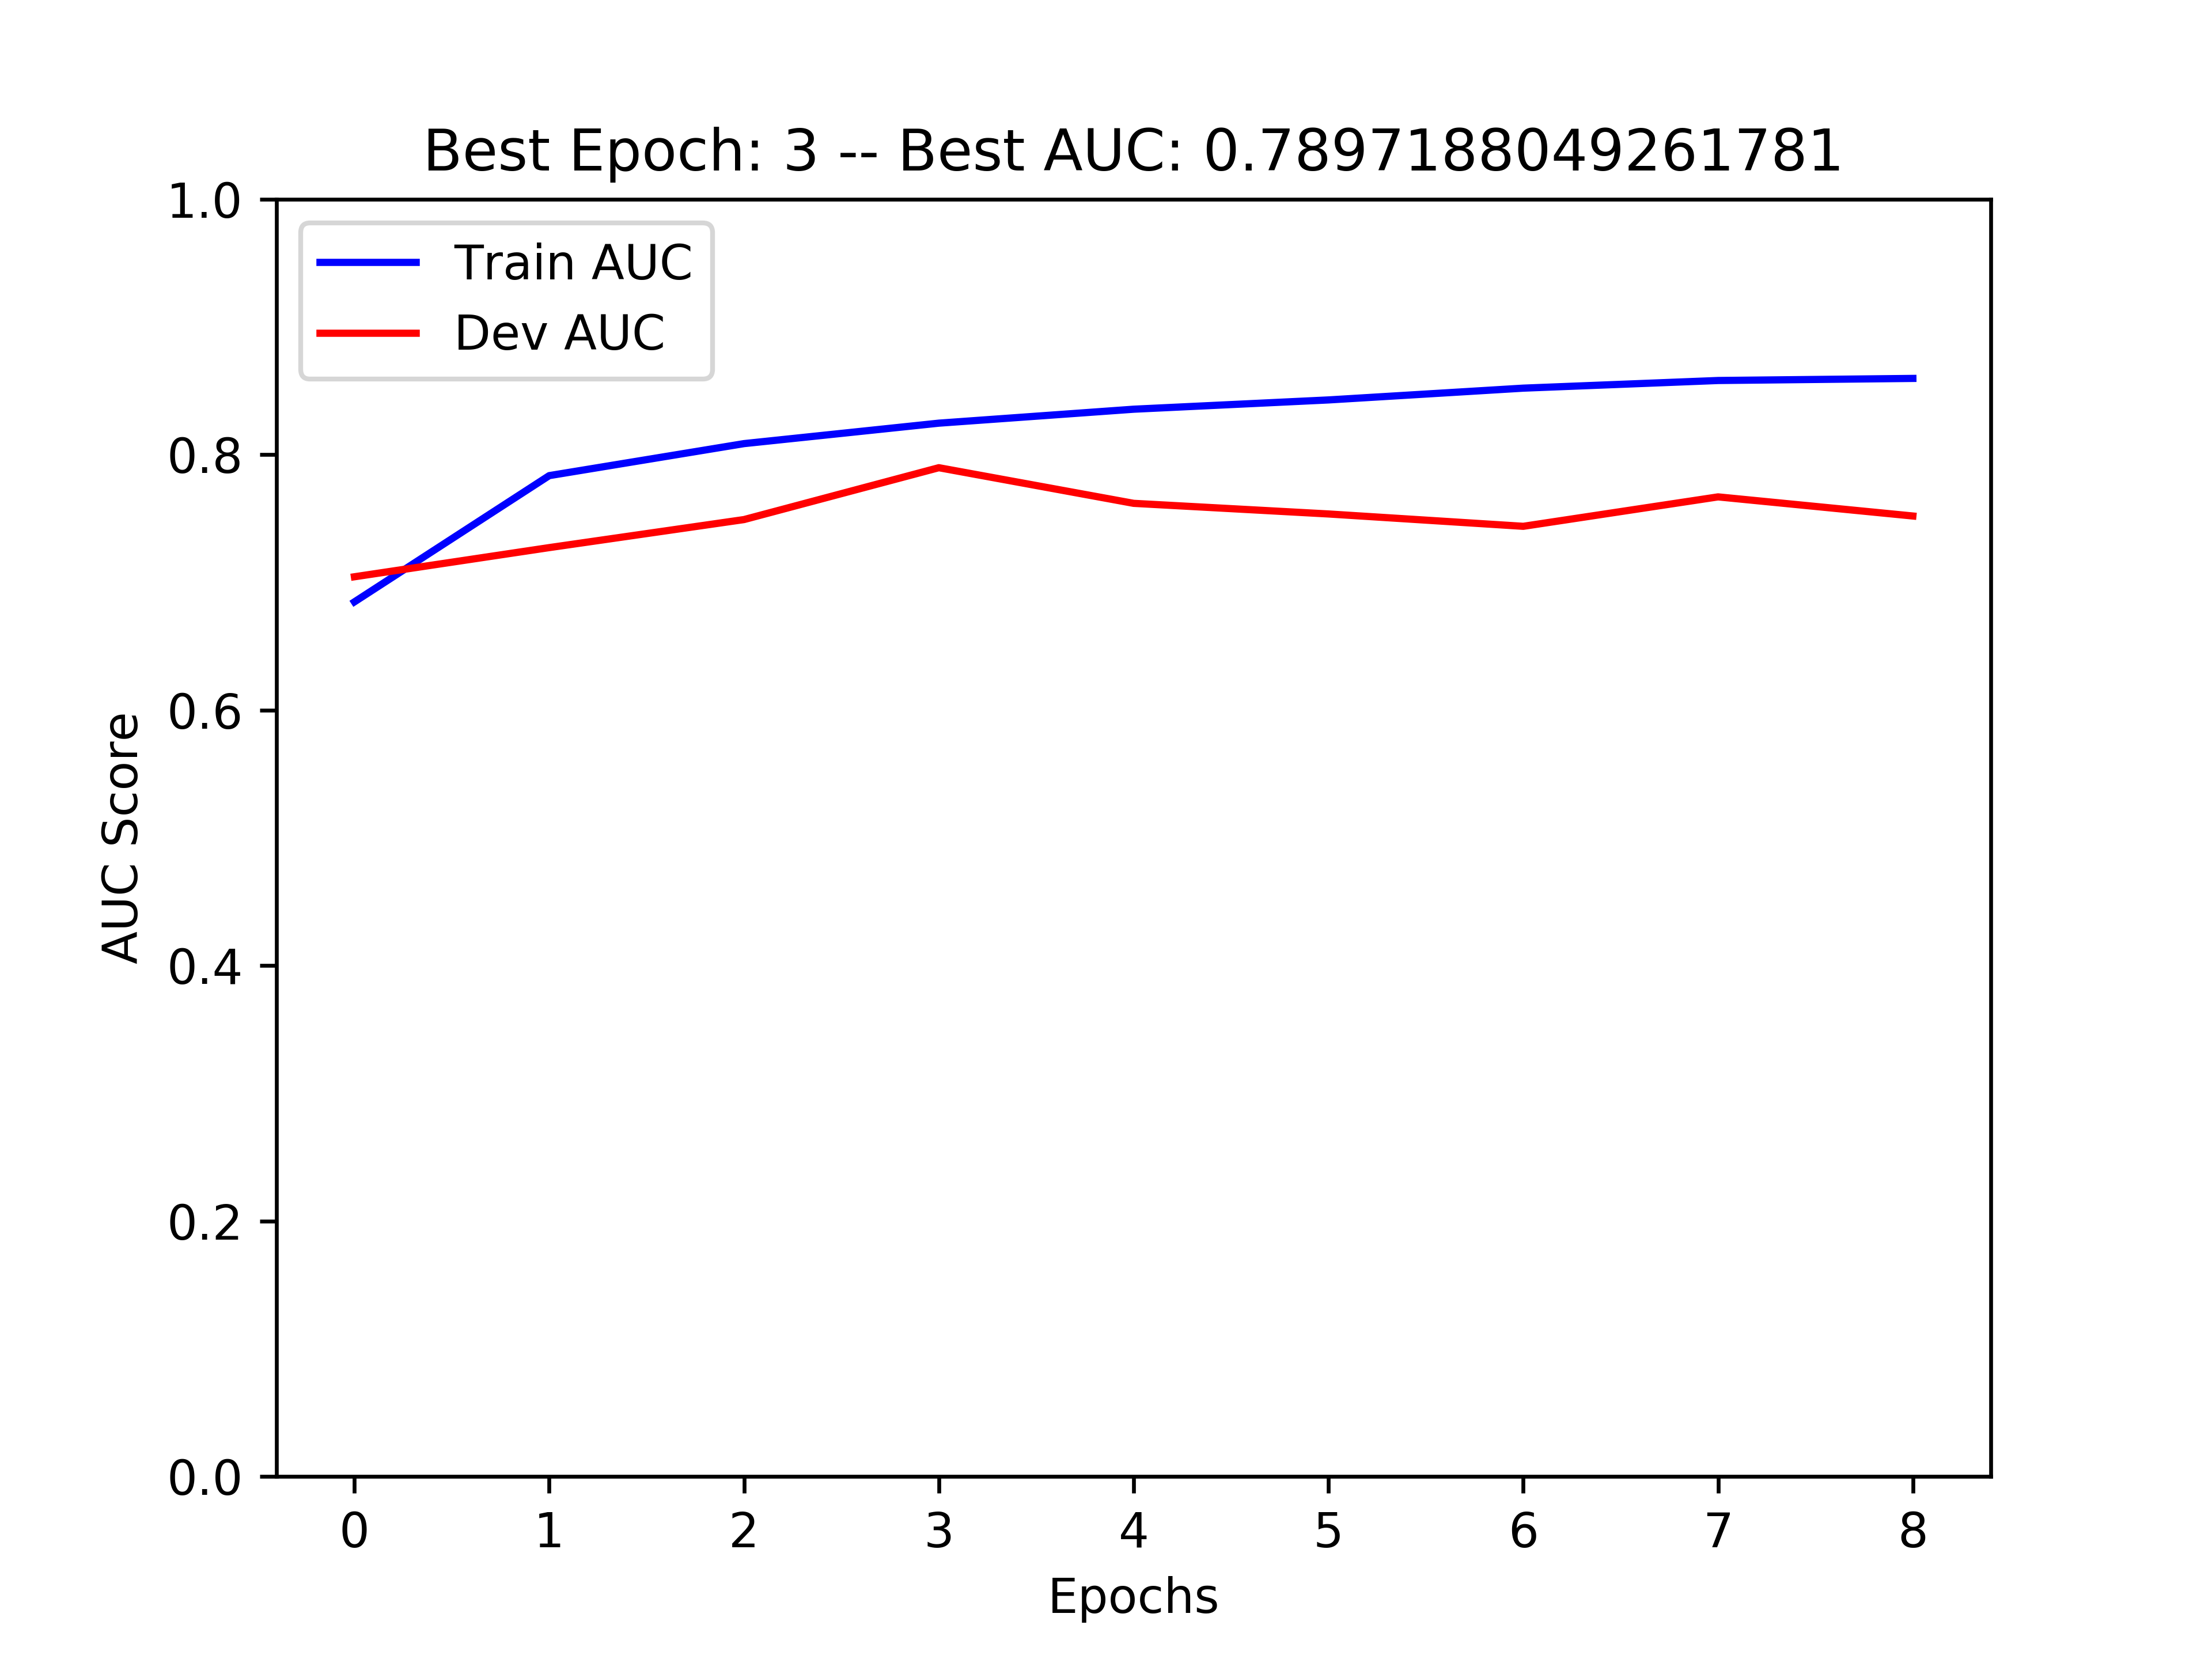 Best Epoch: 3 -- Best AUC: 0.7897188049261781
Train AUC
Dev AUC
1.0
0.8
0.6
0.4
0.2
0.0
AUC Score
0 1 2 3 4 5 6 7 8
Epochs